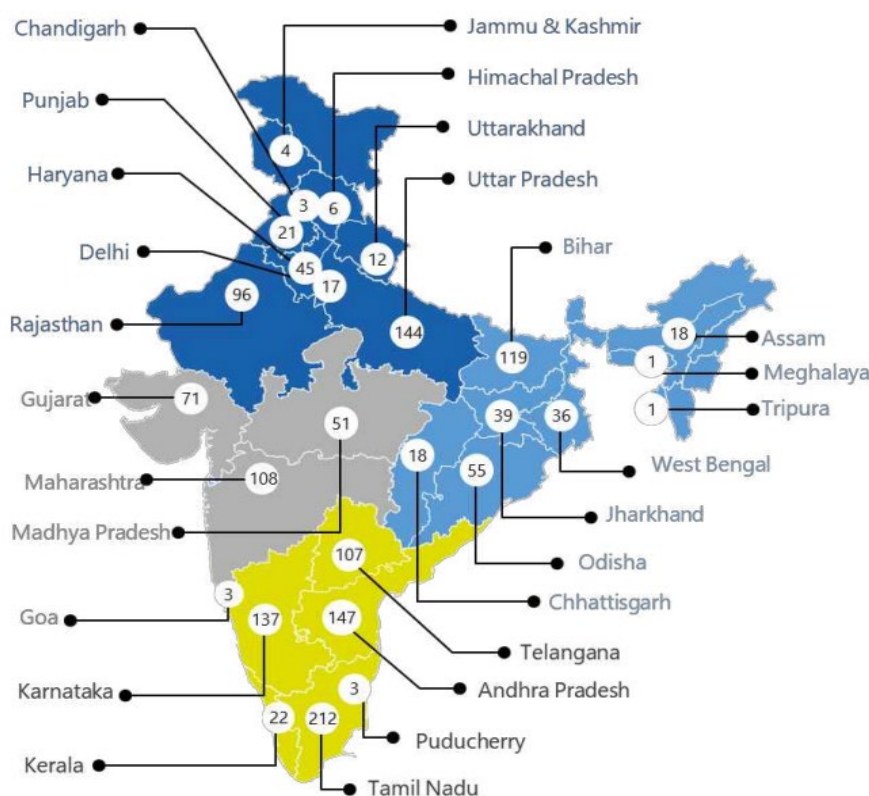 Chandigarh
Jammu & Kashmir
Himachal Pradesh
Punjab
Uttarakhand
4
Haryana
Uttar Pradesh
3
6
21
Delhi
Bihar
12
45
17
96
Rajasthan
144
18
Assam
119
1
Meghalaya
Gujarat
71
1
Tripura
51
39
36
18
55
West Bengal
Maharashtra
108
Jharkhand
Madhya Pradesh
107
Odisha
3
Chhattisgarh
Goa
137
147
Telangana
Karnataka
3
Andhra Pradesh
22
212
Puducherry
Kerala
Tamil Nadu